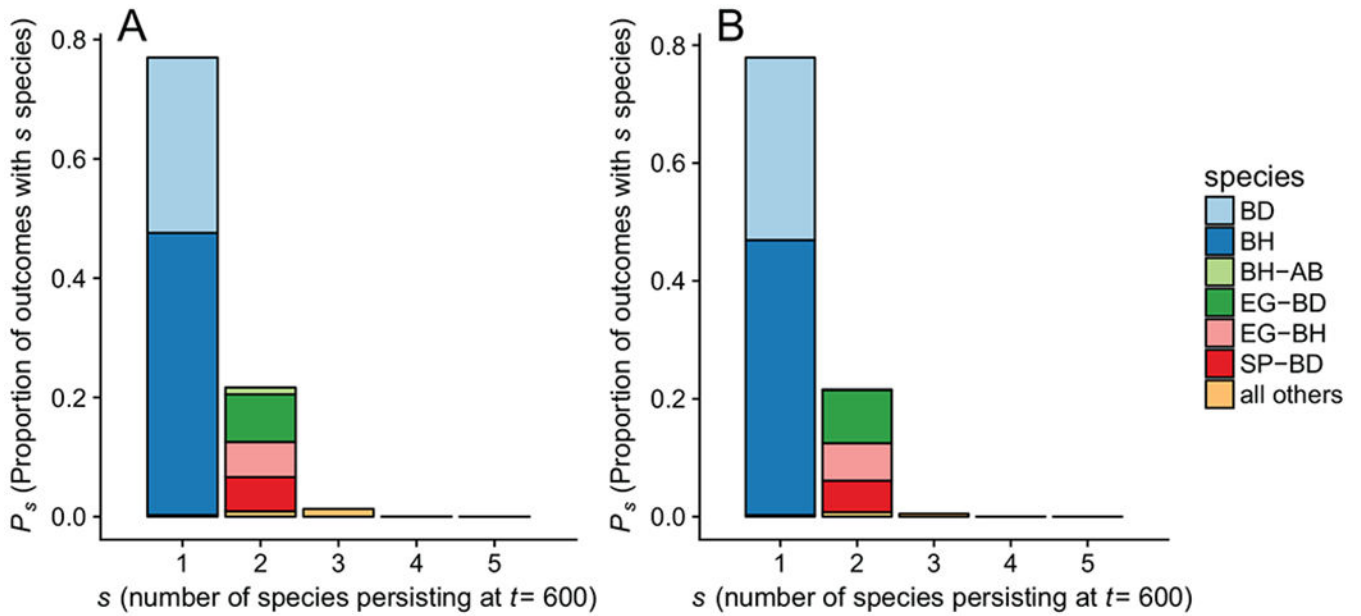 A
Pₛ (Proportion of outcomes with s species)
0.8
0.6
0.4
0.2
0.0
1 2 3 4 5
s (number of species persisting at t= 600)
B
Pₛ (Proportion of outcomes with s species)
0.8
0.6
0.4
0.2
0.0
1 2 3 4 5
s (number of species persisting at t= 600)
species
BD
BH
BH−AB
EG−BD
EG−BH
SP−BD
all others